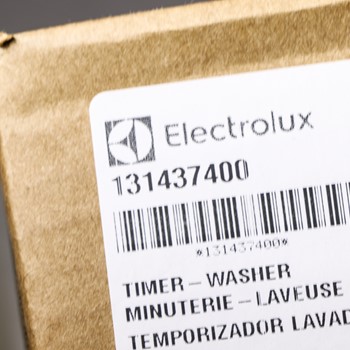 Electrolux
131437400
*131437400*
TIMER – WASHER
MINUTERIE – LAVEUSE
TEMPORIZADOR LAVAD